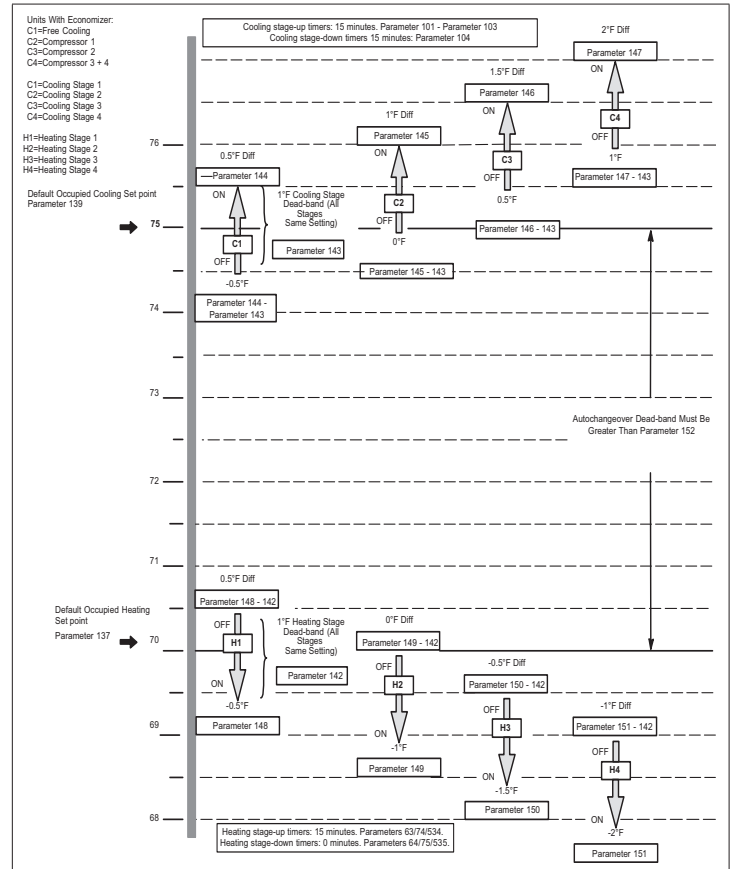 Units With Economizer:
C1=Free Cooling
C2=Compressor 1
C3=Compressor 2
C4=Compressor 3 + 4
C1=Cooling Stage 1
C2=Cooling Stage 2
C3=Cooling Stage 3
C4=Cooling Stage 4
H1=Heating Stage 1
H2=Heating Stage 2
H3=Heating Stage 3
H4=Heating Stage 4
Default Occupied Cooling Set point
Parameter 139
Cooling stage-up timers: 15 minutes. Parameter 101 - Parameter 103
Cooling stage-down timers 15 minutes: Parameter 104
2°F Diff
Parameter 147
ON
C4
OFF
1°F
Parameter 147 - 143
1.5°F Diff
Parameter 146
ON
C3
OFF
0.5°F
Parameter 146 - 143
1°F Diff
Parameter 145
ON
C2
OFF
0°F
Parameter 145 - 143
0.5°F Diff
Parameter 144
ON
C1
OFF
-0.5°F
Parameter 144 -
Parameter 143
1°F Cooling Stage
Dead-band (All
Stages
Same Setting)
Parameter 143
76
75
74
73
72
71
70
69
68
Autochangeover Dead-band Must Be
Greater Than Parameter 152
Default Occupied Heating
Set point
Parameter 137
0.5°F Diff
Parameter 148 - 142
OFF
H1
ON
-0.5°F
Parameter 148
1°F Heating Stage
Dead-band (All
Stages
Same Setting)
Parameter 142
0°F Diff
Parameter 149 - 142
OFF
H2
ON
-1°F
Parameter 149
-0.5°F Diff
Parameter 150 - 142
OFF
H3
ON
-1.5°F
Parameter 150
-1°F Diff
Parameter 151 - 142
OFF
H4
ON
-2°F
Parameter 151
Heating stage-up timers: 15 minutes. Parameters 63/74/534.
Heating stage-down timers: 0 minutes. Parameters 64/75/535.